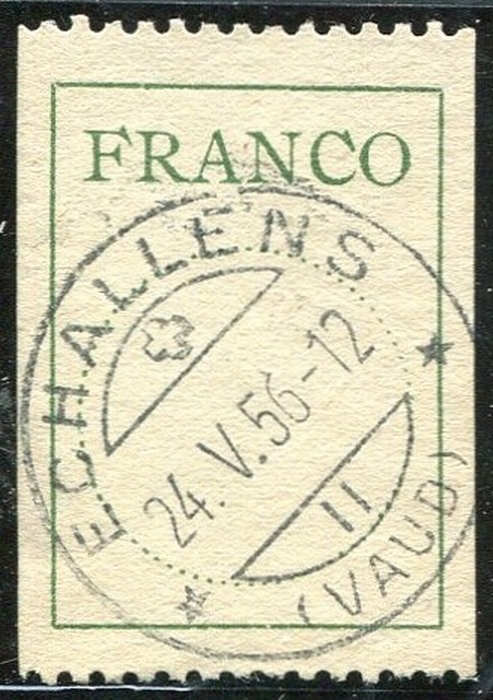 FRANCO
ECHALLENS
24. V. 56-12
II
(VAUD)